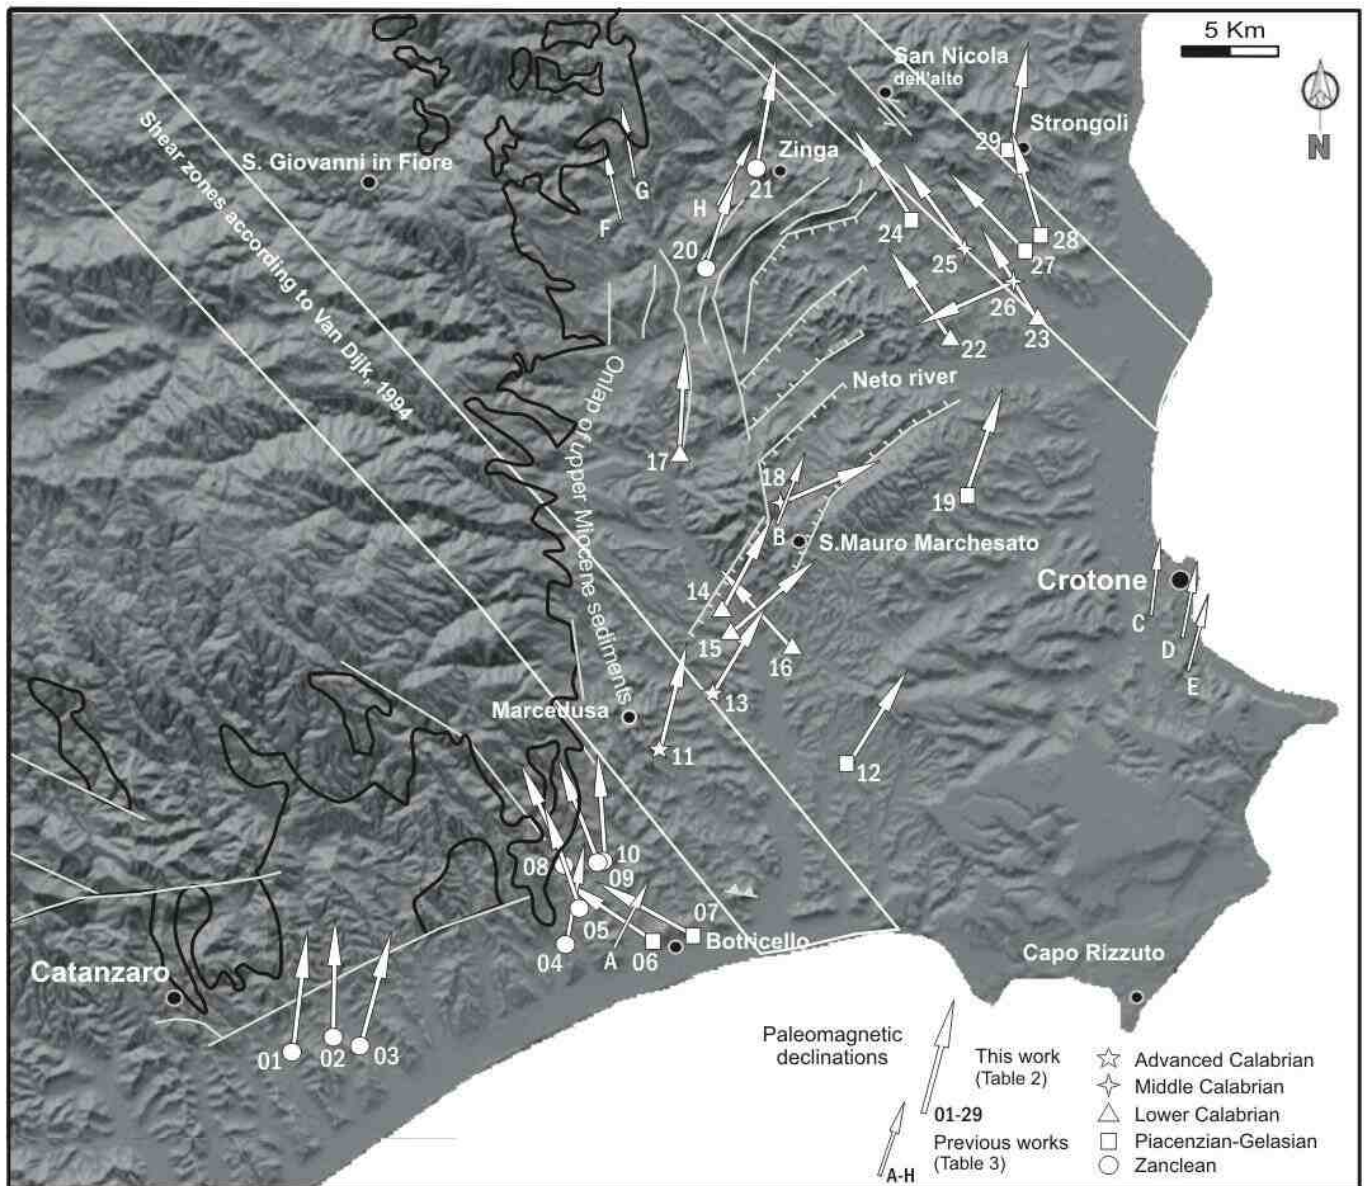 5 Km
San Nicola
dell'alto
N
Strongoli
29
Zinga
S. Giovanni in Fiore
21
G
H
F
24
28
20
25
27
26
Shear zones according to Van Dijk, 1994
23
22
Neto river
Onlap of upper Miocene sediments
17
18
19
B
S.Mauro Marchesato
Crotone
14
C
15
16
D
E
13
Marcedusa
11
12
10
08
09
07
05
Botricello
04
A
06
Capo Rizzuto
Catanzaro
01
02
03
Paleomagnetic
declinations
This work
(Table 2)
01-29
Previous works
(Table 3)
A-H
Advanced Calabrian
Middle Calabrian
Lower Calabrian
Piacenzian-Gelasian
Zanclean